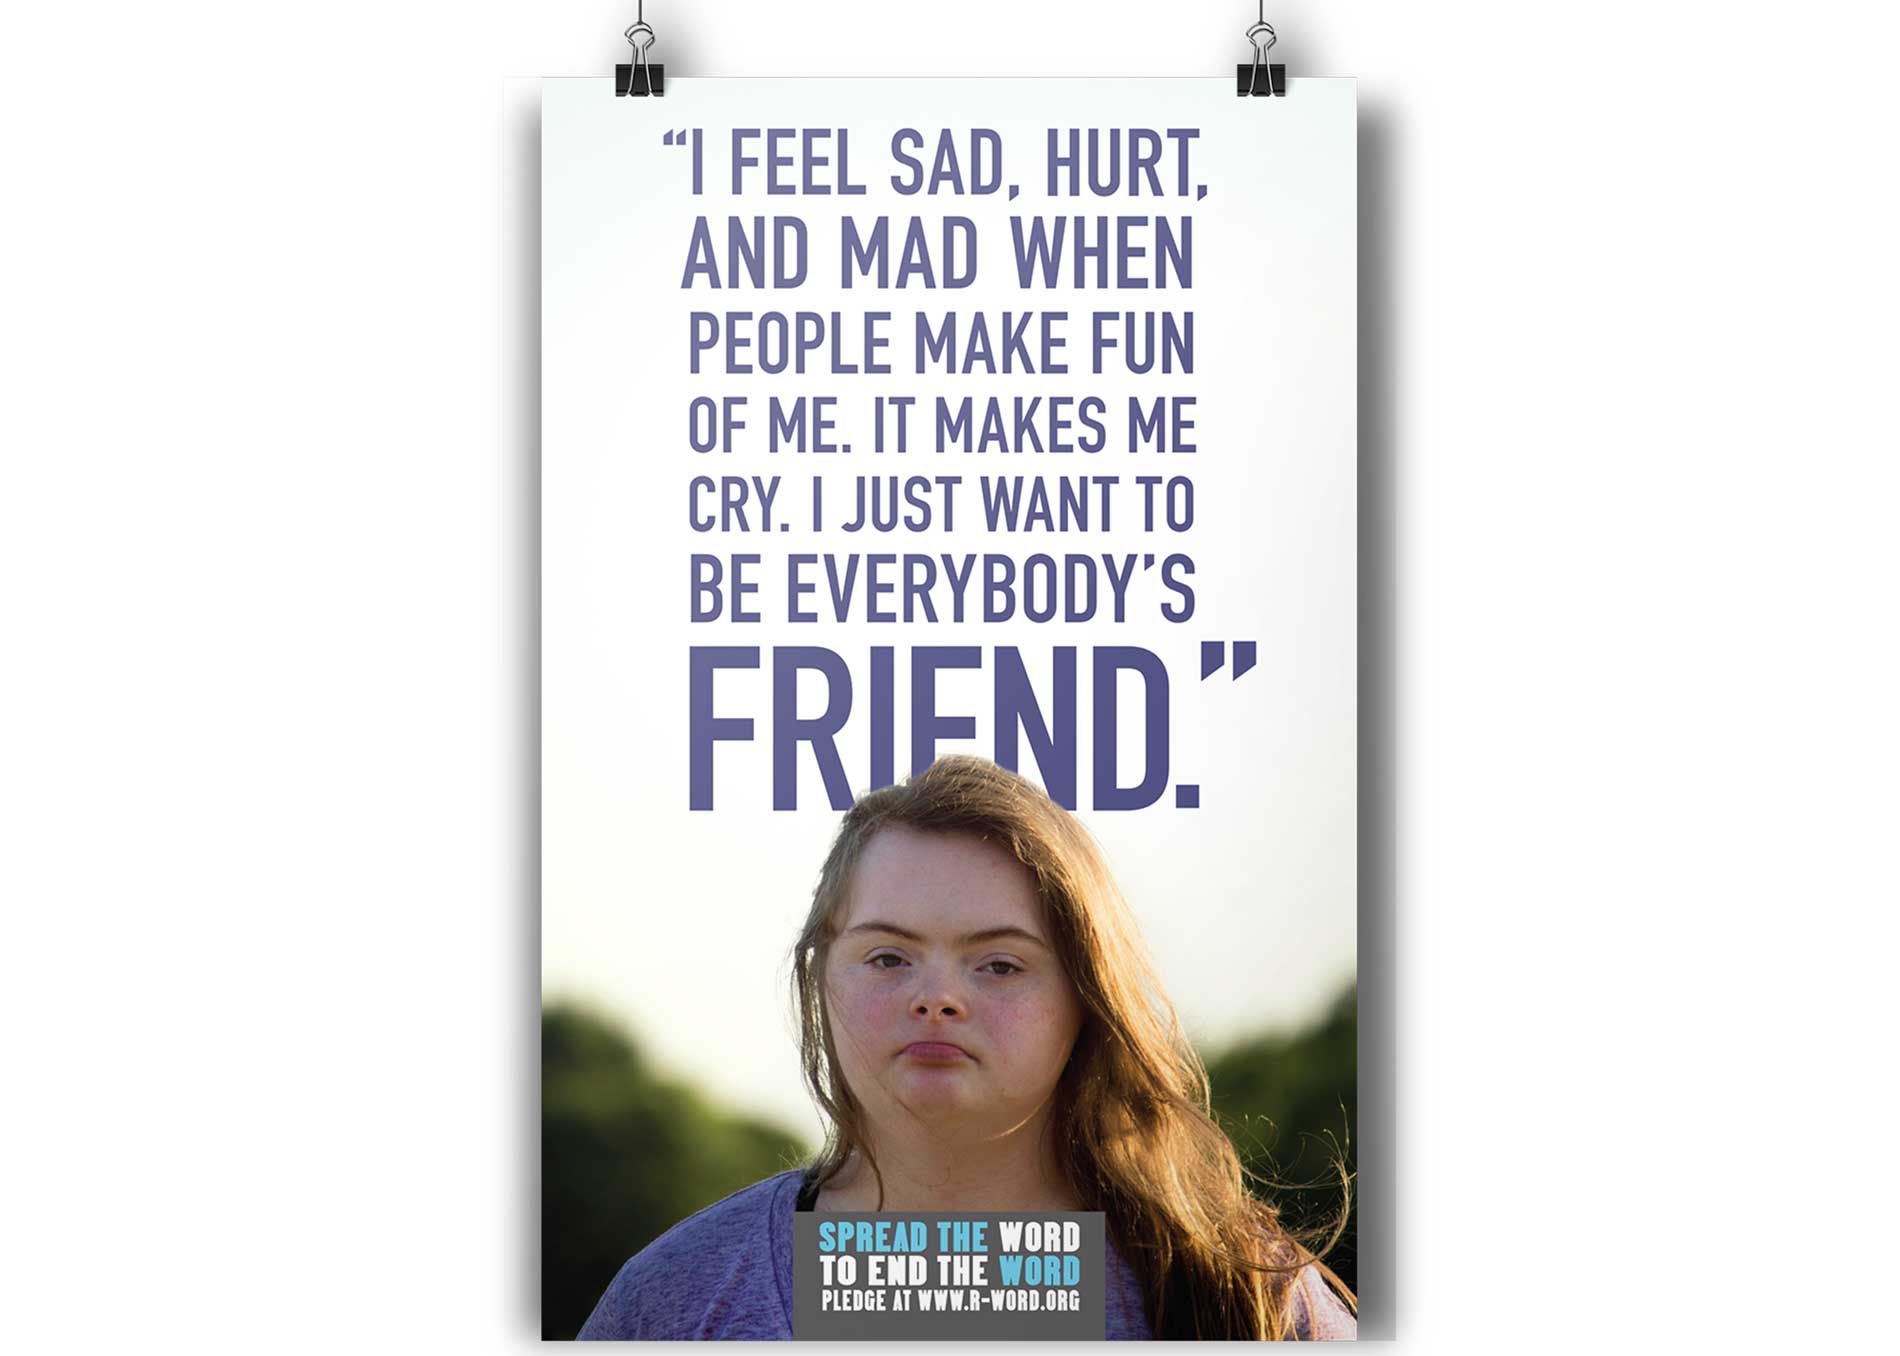 “I FEEL SAD, HURT,
AND MAD WHEN
PEOPLE MAKE FUN
OF ME. IT MAKES ME
CRY. I JUST WANT TO
BE EVERYBODY’S
FRIEND.”
SPREAD THE WORD
TO END THE WORD
PLEDGE AT WWW.R-WORD.ORG